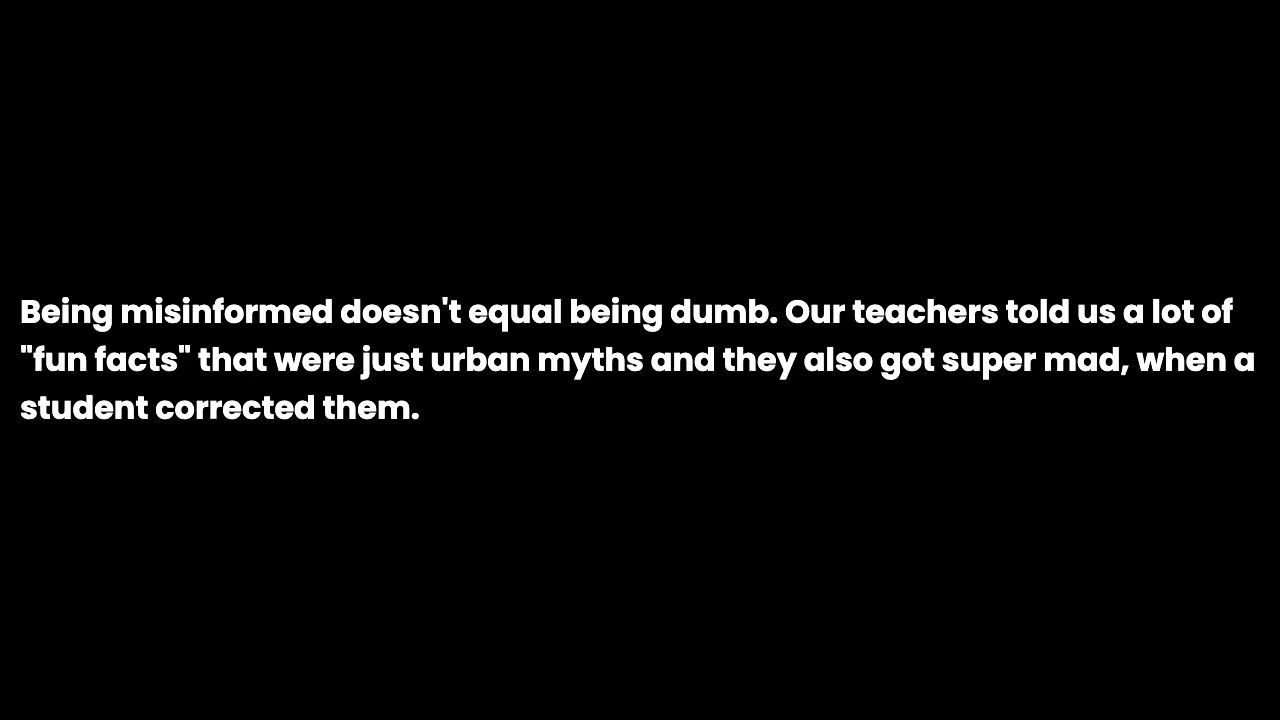 Being misinformed doesn't equal being dumb. Our teachers told us a lot of
"fun facts" that were just urban myths and they also got super mad, when a
student corrected them.